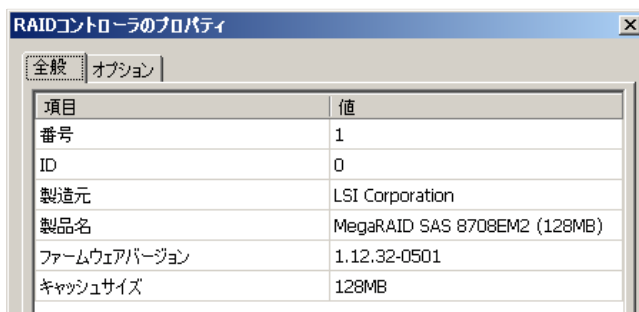 RAIDコントローラのプロパティ
全般 オプション
項目 値
番号 1
ID 0
製造元 LSI Corporation
製品名 MegaRAID SAS 8708EM2 (128MB)
ファームウェアバージョン 1.12.32-0501
キャッシュサイズ 128MB